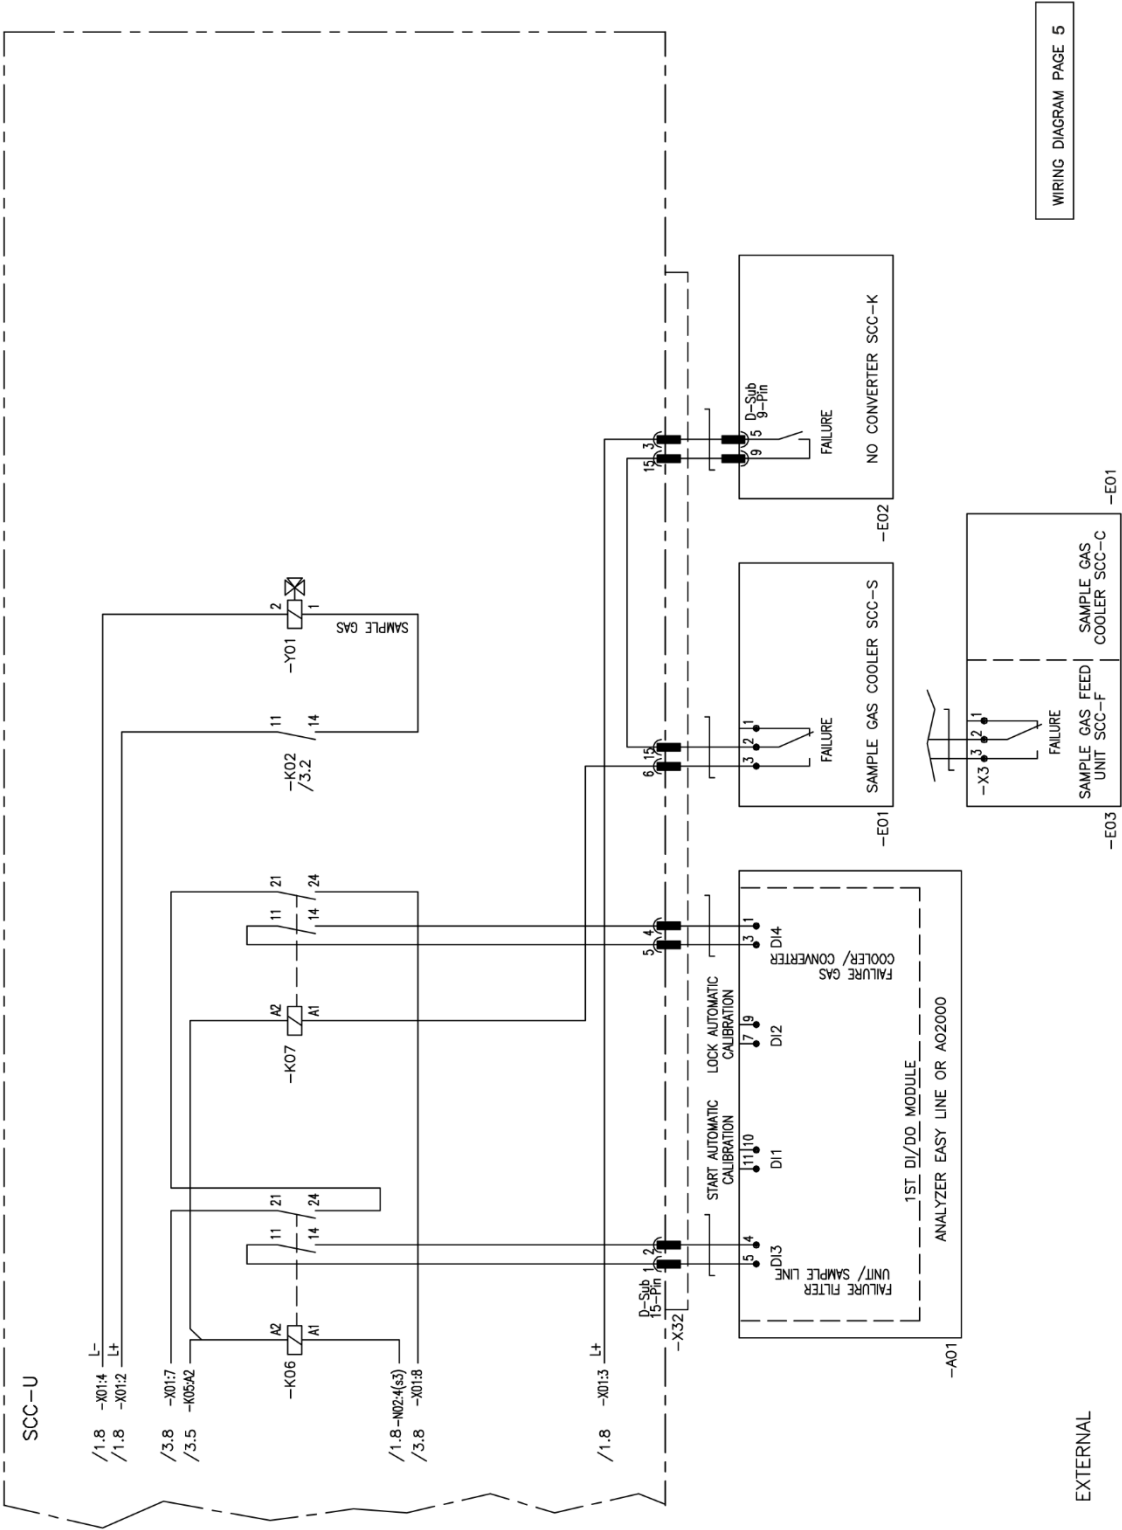 SCC-U
/1.8 -X01:4 L-
/1.8 -X01:2 L+
/3.8 -X01:7
/3.5 -K05:A2
/1.8 -N02:4(s3)
/3.8 -X01:8
/1.8 -X01:3 L+
-K06
A2
A1
11
14
21
24
-K07
A2
A1
11
14
21
24
-K02
/3.2
11
14
-Y01
2
1
SAMPLE GAS
D-Sub
15-Pin
-X32
1
2
5
4
6
15
15
3
START AUTOMATIC
CALIBRATION
LOCK AUTOMATIC
CALIBRATION
5
4
DI3
FAILURE FILTER
UNIT/ SAMPLE LINE
11
10
DI1
7
9
DI2
3
1
DI4
FAILURE GAS
COOLER/ CONVERTER
1ST DI/DO MODULE
ANALYZER EASY LINE OR AO2000
-A01
3
2
1
FAILURE
SAMPLE GAS COOLER SCC-S
-E01
D-Sub
9-Pin
9
5
FAILURE
NO CONVERTER SCC-K
-E02
-X3
3
2
1
FAILURE
SAMPLE GAS FEED
UNIT SCC-F
SAMPLE GAS
COOLER SCC-C
-E03
-E01
EXTERNAL
WIRING DIAGRAM PAGE 5